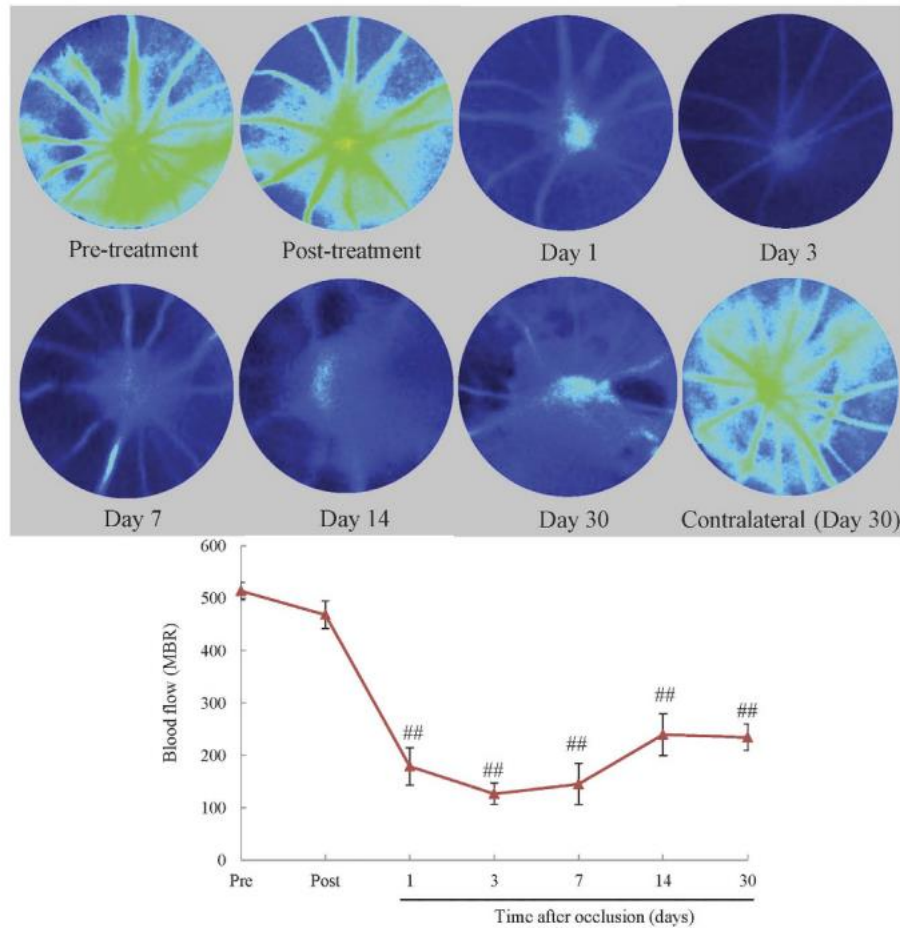 Pre-treatment Post-treatment Day 1 Day 3
Day 7 Day 14 Day 30 Contralateral (Day 30)
600
500
400
300
200
100
0
Blood flow (MBR)
##
##
##
##
##
Pre Post 1 3 7 14 30
Time after occlusion (days)